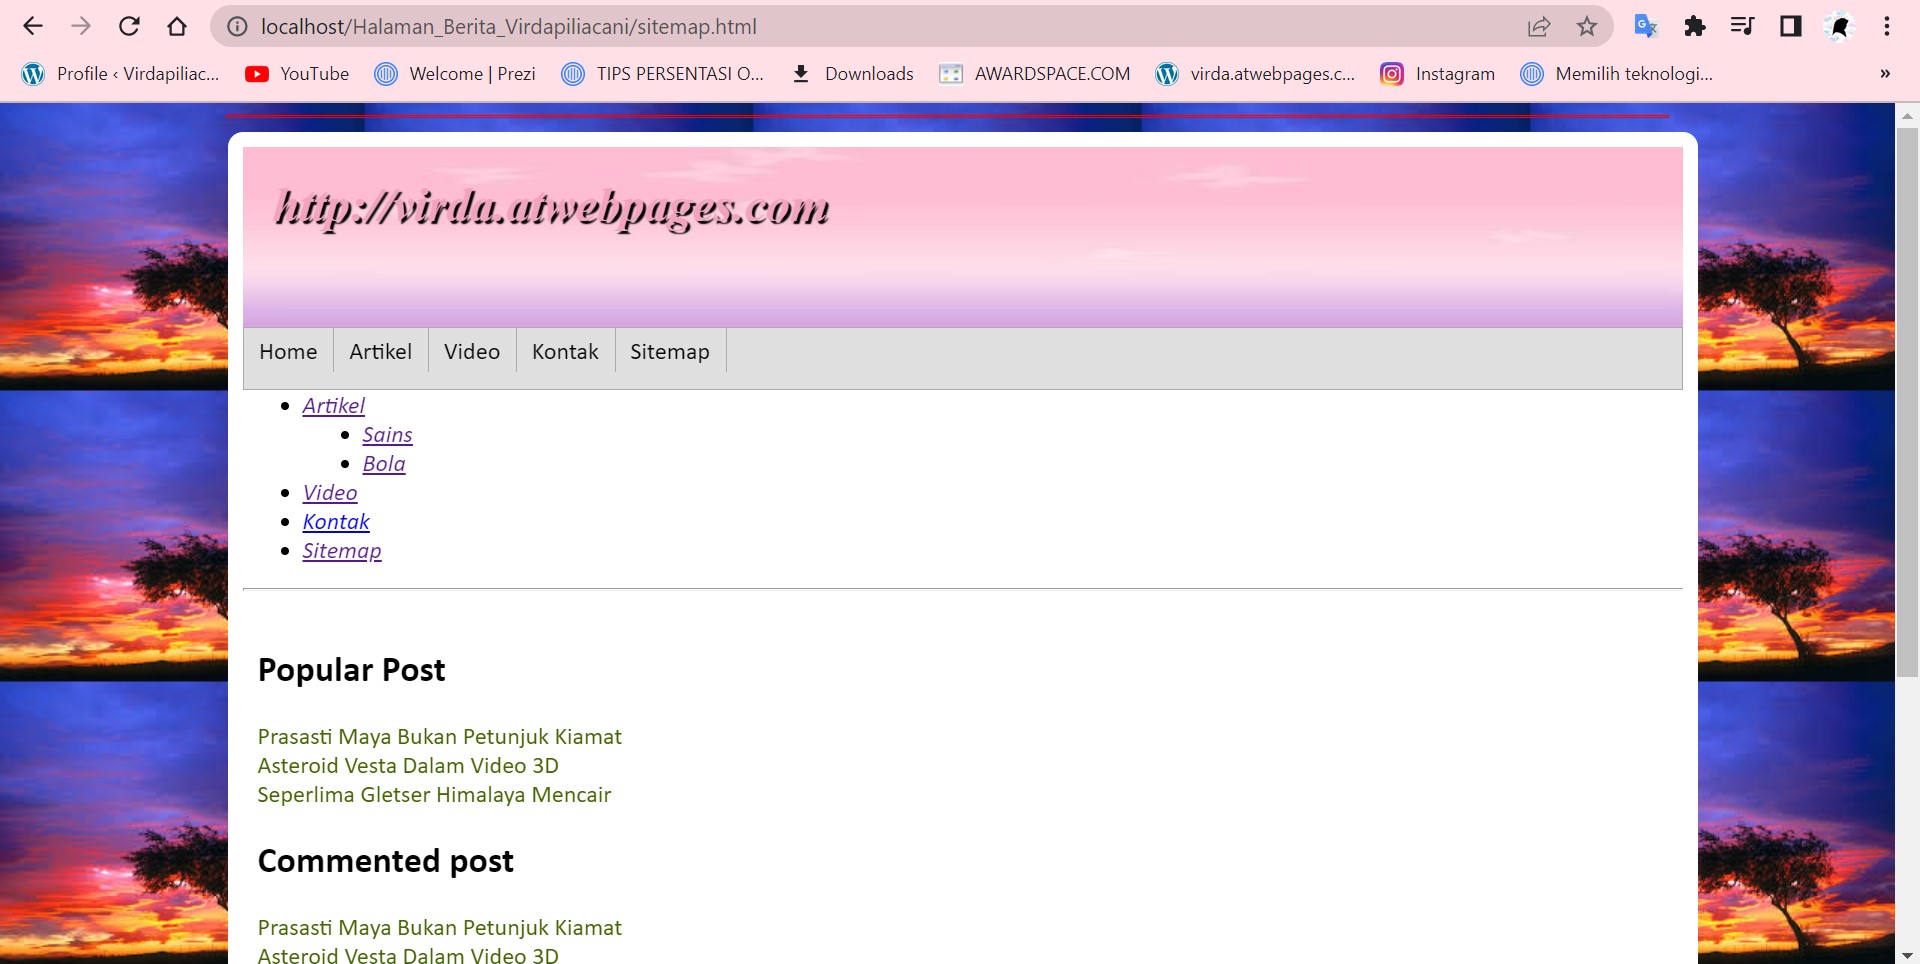 localhost/Halaman_Berita_Virdapiliacani/sitemap.html
Profile ‹ Virdapiliac... YouTube Welcome | Prezi TIPS PERSENTASI O... Downloads AWARDSPACE.COM virda.atwebpages.c... Instagram Memilih teknologi... »
http://virda.atwebpages.com
Home Artikel Video Kontak Sitemap
Artikel
Sains
Bola
Video
Kontak
Sitemap
Popular Post
Prasasti Maya Bukan Petunjuk Kiamat
Asteroid Vesta Dalam Video 3D
Seperlima Gletser Himalaya Mencair
Commented post
Prasasti Maya Bukan Petunjuk Kiamat
Asteroid Vesta Dalam Video 3D